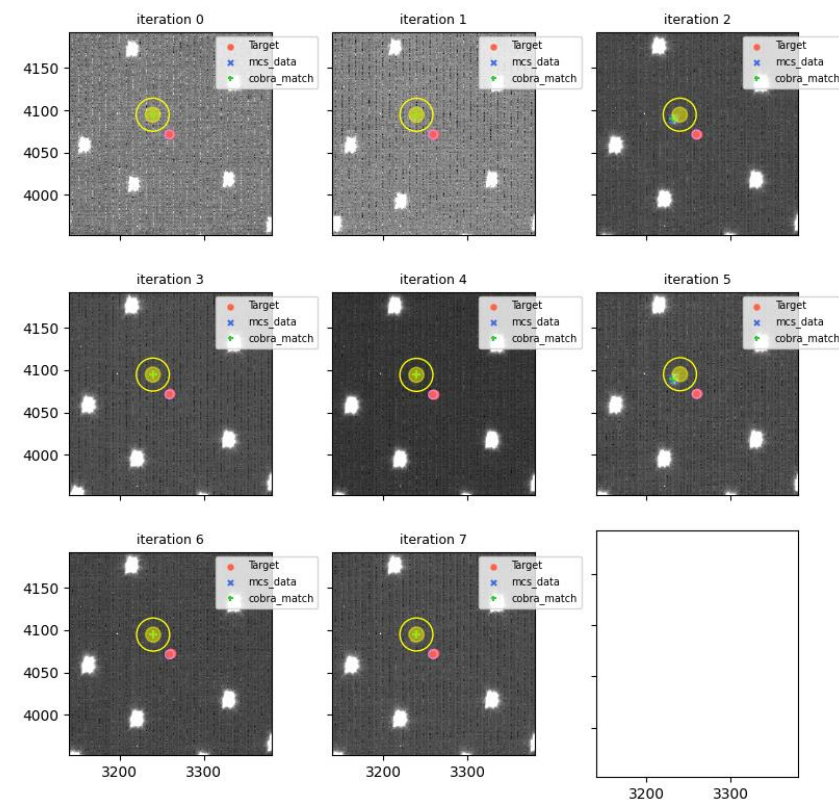 iteration 0
iteration 1
iteration 2
Target
mcs_data
cobra_match
Target
mcs_data
cobra_match
Target
mcs_data
cobra_match
4150
4100
4050
4000
iteration 3
iteration 4
iteration 5
Target
mcs_data
cobra_match
Target
mcs_data
cobra_match
Target
mcs_data
cobra_match
4150
4100
4050
4000
iteration 6
iteration 7
Target
mcs_data
cobra_match
Target
mcs_data
cobra_match
4150
4100
4050
4000
3200 3300
3200 3300
3200 3300